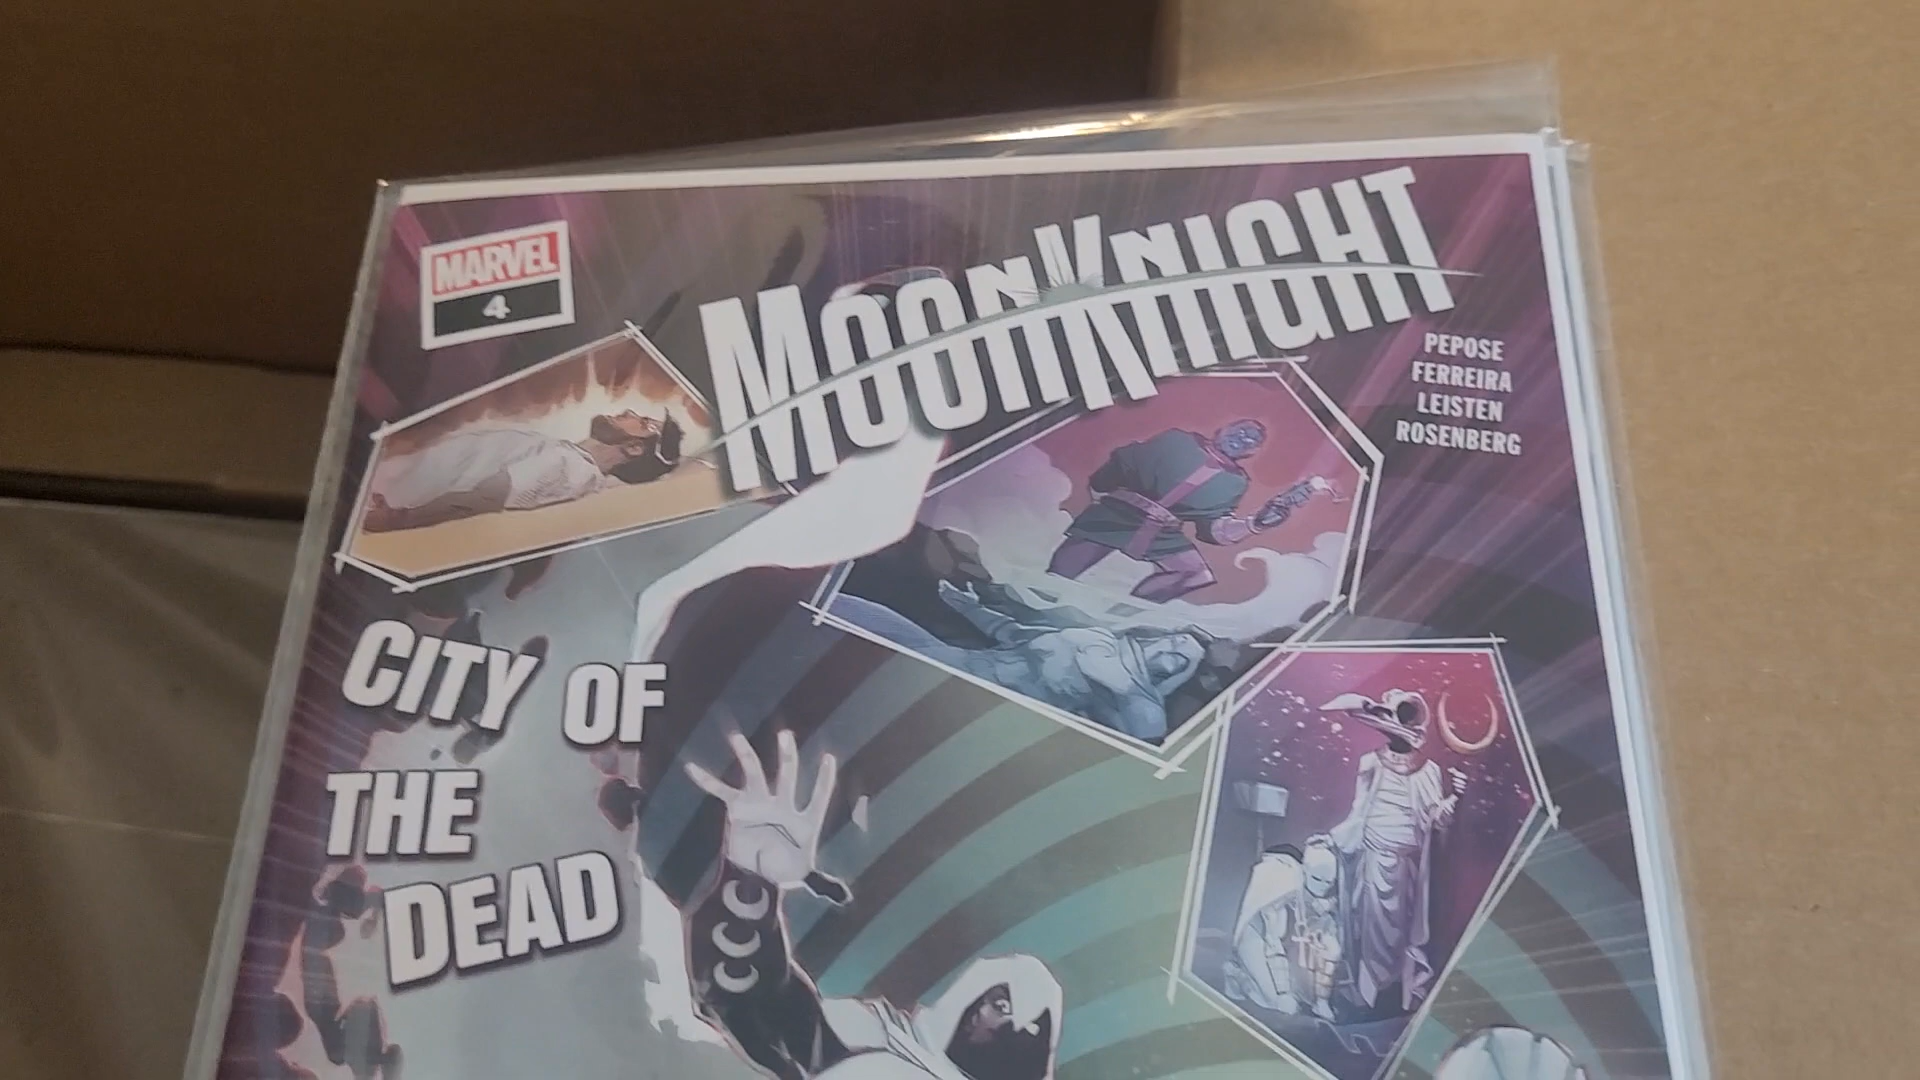 MARVEL
4
MOON KNIGHT
PEPOSE
FERREIRA
LEISTEN
ROSENBERG
CITY OF
THE
DEAD